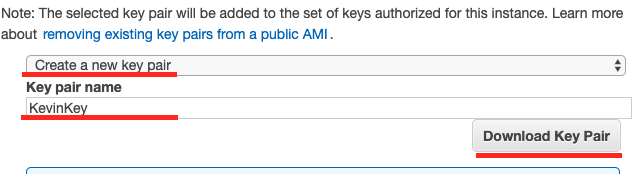 Note: The selected key pair will be added to the set of keys authorized for this instance. Learn more
about removing existing key pairs from a public AMI .
Create a new key pair
Key pair name
KevinKey
Download Key Pair